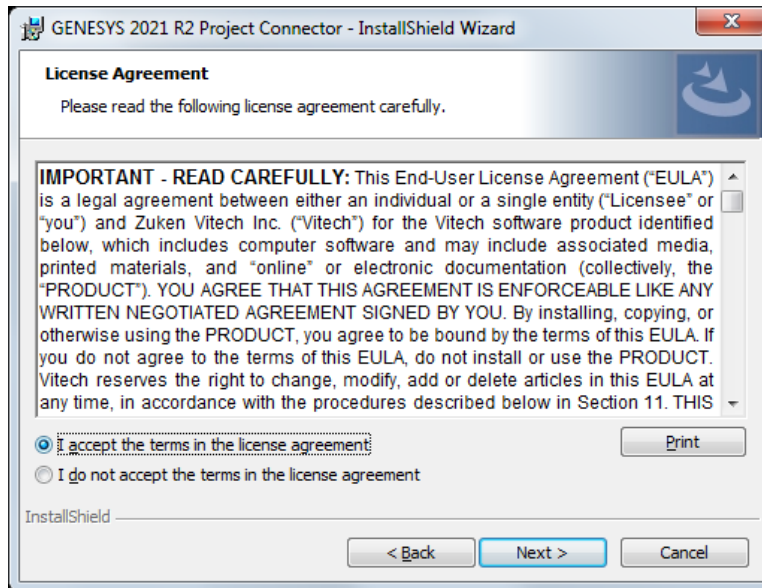 GENESYS 2021 R2 Project Connector - InstallShield Wizard
License Agreement
Please read the following license agreement carefully.
IMPORTANT - READ CAREFULLY: This End-User License Agreement (“EULA”)
is a legal agreement between either an individual or a single entity (“Licensee” or
“you”) and Zuken Vitech Inc. (“Vitech”) for the Vitech software product identified
below, which includes computer software and may include associated media,
printed materials, and “online” or electronic documentation (collectively, the
“PRODUCT”). YOU AGREE THAT THIS AGREEMENT IS ENFORCEABLE LIKE ANY
WRITTEN NEGOTIATED AGREEMENT SIGNED BY YOU. By installing, copying, or
otherwise using the PRODUCT, you agree to be bound by the terms of this EULA. If
you do not agree to the terms of this EULA, do not install or use the PRODUCT.
Vitech reserves the right to change, modify, add or delete articles in this EULA at
any time, in accordance with the procedures described below in Section 11. THIS
I accept the terms in the license agreement
Print
I do not accept the terms in the license agreement
InstallShield
< Back
Next >
Cancel